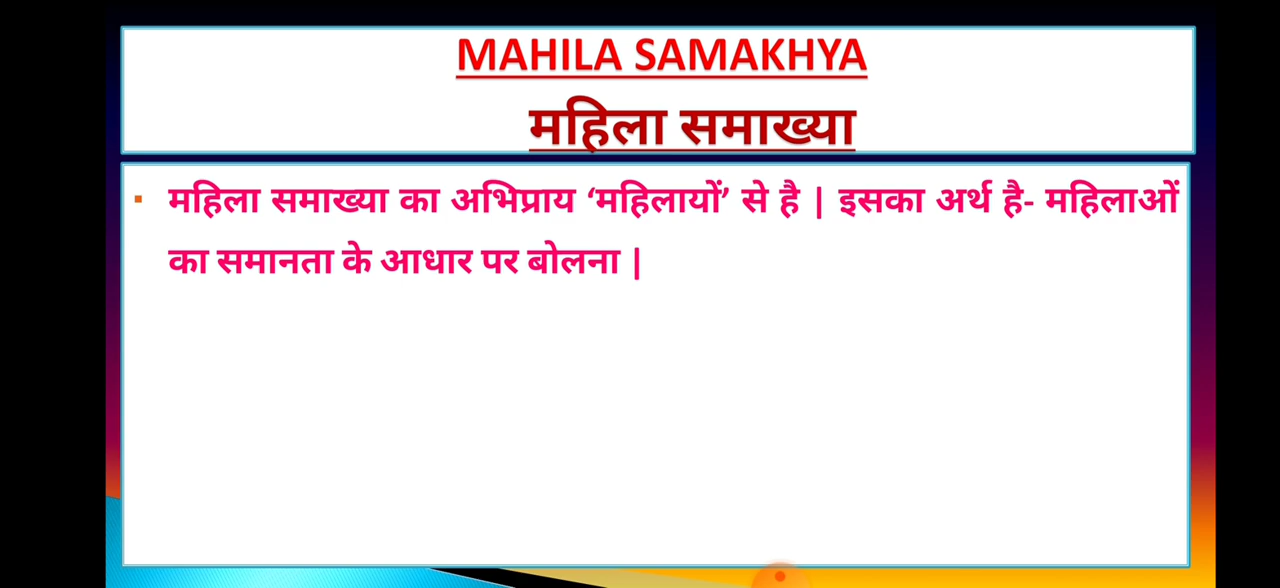 MAHILA SAMAKHYA
महिला समाख्या
▪ महिला समाख्या का अभिप्राय ‘महिलायों’ से है | इसका अर्थ है- महिलाओं
का समानता के आधार पर बोलना |